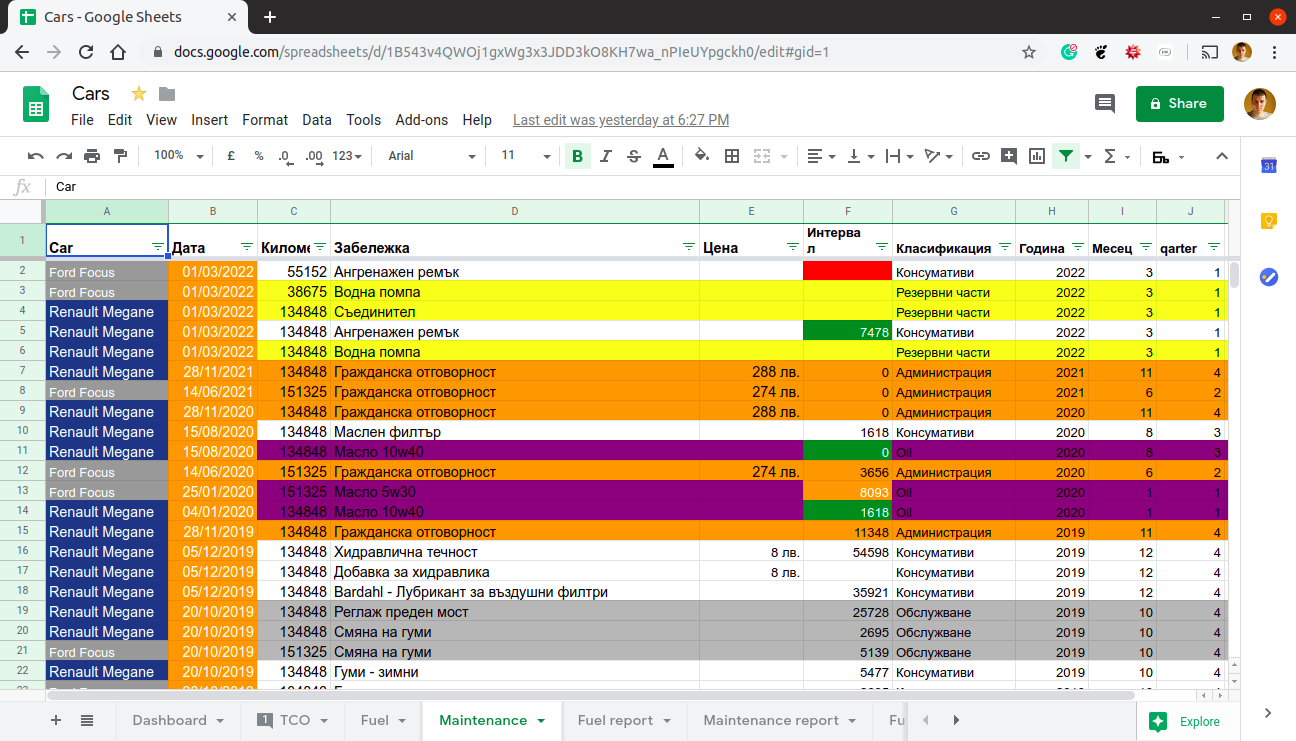 Cars - Google Sheets
docs.google.com/spreadsheets/d/1B543v4QWOj1gxWg3x3JDD3kO8KH7wa_nPIeUYpgckh0/edit#gid=1
Cars
File Edit View Insert Format Data Tools Add-ons Help Last edit was yesterday at 6:27 PM
Share
100% £ % .0 .00 123 Arial 11 B I S A
31
fx Car
A B C D E F G H I J
1 Car Дата Киломе Забележка Цена Интервал Класификация Година Месец qarter
2 Ford Focus 01/03/2022 55152 Ангренажен ремък Консумативи 2022 3 1
3 Ford Focus 01/03/2022 38675 Водна помпа Резервни части 2022 3 1
4 Renault Megane 01/03/2022 134848 Съединител Резервни части 2022 3 1
5 Renault Megane 01/03/2022 134848 Ангренажен ремък 7478 Консумативи 2022 3 1
6 Renault Megane 01/03/2022 134848 Водна помпа Резервни части 2022 3 1
7 Renault Megane 28/11/2021 134848 Гражданска отговорност 288 лв. 0 Администрация 2021 11 4
8 Ford Focus 14/06/2021 151325 Гражданска отговорност 274 лв. 0 Администрация 2021 6 2
9 Renault Megane 28/11/2020 134848 Гражданска отговорност 288 лв. 0 Администрация 2020 11 4
10 Renault Megane 15/08/2020 134848 Маслен филтър 1618 Консумативи 2020 8 3
11 Renault Megane 15/08/2020 134848 Масло 10w40 0 Oil 2020 8 3
12 Ford Focus 14/06/2020 151325 Гражданска отговорност 274 лв. 3656 Администрация 2020 6 2
13 Ford Focus 25/01/2020 151325 Масло 5w30 8093 Oil 2020 1 1
14 Renault Megane 04/01/2020 134848 Масло 10w40 1618 Oil 2020 1 1
15 Renault Megane 28/11/2019 134848 Гражданска отговорност 11348 Администрация 2019 11 4
16 Renault Megane 05/12/2019 134848 Хидравлична течност 8 лв. 54598 Консумативи 2019 12 4
17 Renault Megane 05/12/2019 134848 Добавка за хидравлика 8 лв. Консумативи 2019 12 4
18 Renault Megane 05/12/2019 134848 Bardahl - Лубрикант за въздушни филтри 35921 Консумативи 2019 12 4
19 Renault Megane 20/10/2019 134848 Реглаж преден мост 25728 Обслужване 2019 10 4
20 Renault Megane 20/10/2019 134848 Смяна на гуми 2695 Обслужване 2019 10 4
21 Ford Focus 20/10/2019 151325 Смяна на гуми 5139 Обслужване 2019 10 4
22 Renault Megane 20/10/2019 134848 Гуми - зимни 5477 Консумативи 2019 10 4
Dashboard 1 TCO Fuel Maintenance Fuel report Maintenance report Fu Explore